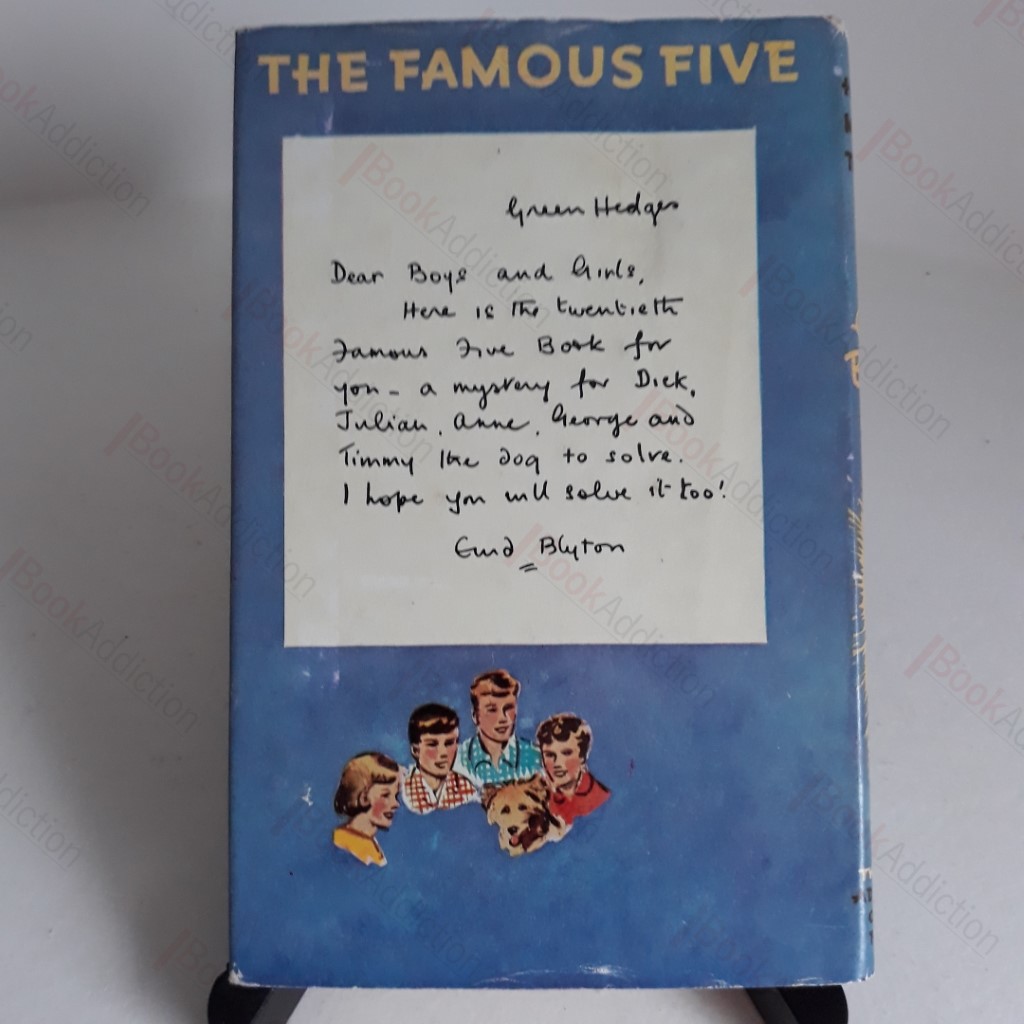 THE FAMOUS FIVE
Green Hedges
Dear Boys and Girls,
Here is the twentieth
Famous Five Book for
you - a mystery for Dick,
Julian, Anne, George and
Timmy the dog to solve.
I hope you will solve it too!
Enid Blyton
BookAddiction